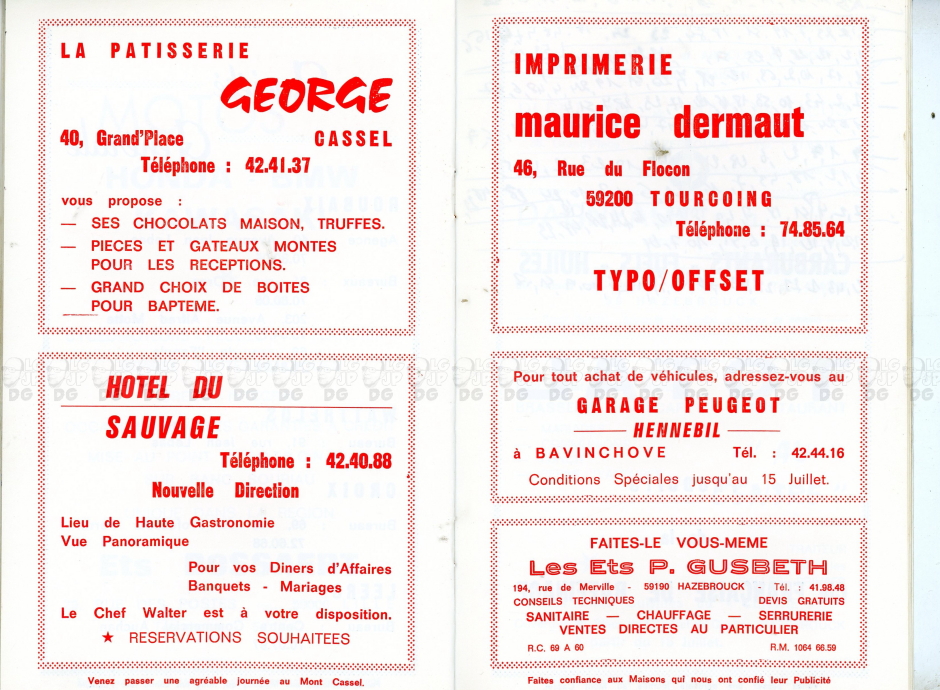 LA PATISSERIE
GEORGE
40, Grand'Place CASSEL
Téléphone : 42.41.37
vous propose :
— SES CHOCOLATS MAISON, TRUFFES.
— PIECES ET GATEAUX MONTES
POUR LES RECEPTIONS.
— GRAND CHOIX DE BOITES
POUR BAPTEME.
HOTEL DU
SAUVAGE
Téléphone : 42.40.88
Nouvelle Direction
Lieu de Haute Gastronomie
Vue Panoramique
Pour vos Diners d'Affaires
Banquets - Mariages
Le Chef Walter est à votre disposition.
★ RESERVATIONS SOUHAITEES
Venez passer une agréable journée au Mont Cassel.
IMPRIMERIE
maurice dermaut
46, Rue du Flocon
59200 TOURCOING
Téléphone : 74.85.64
TYPO/OFFSET
Pour tout achat de véhicules, adressez-vous au
GARAGE PEUGEOT
HENNEBIL
à BAVINCHOVE Tél. : 42.44.16
Conditions Spéciales jusqu'au 15 Juillet.
FAITES-LE VOUS-MEME
Les Ets P. GUSBETH
194, rue de Merville - 59190 HAZEBROUCK - Tél. : 41.98.48
CONSEILS TECHNIQUES DEVIS GRATUITS
SANITAIRE — CHAUFFAGE — SERRURERIE
VENTES DIRECTES AU PARTICULIER
R.C. 69 A 60 R.M. 1064 66.59
Faites confiance aux Maisons qui nous ont confié leur Publicité